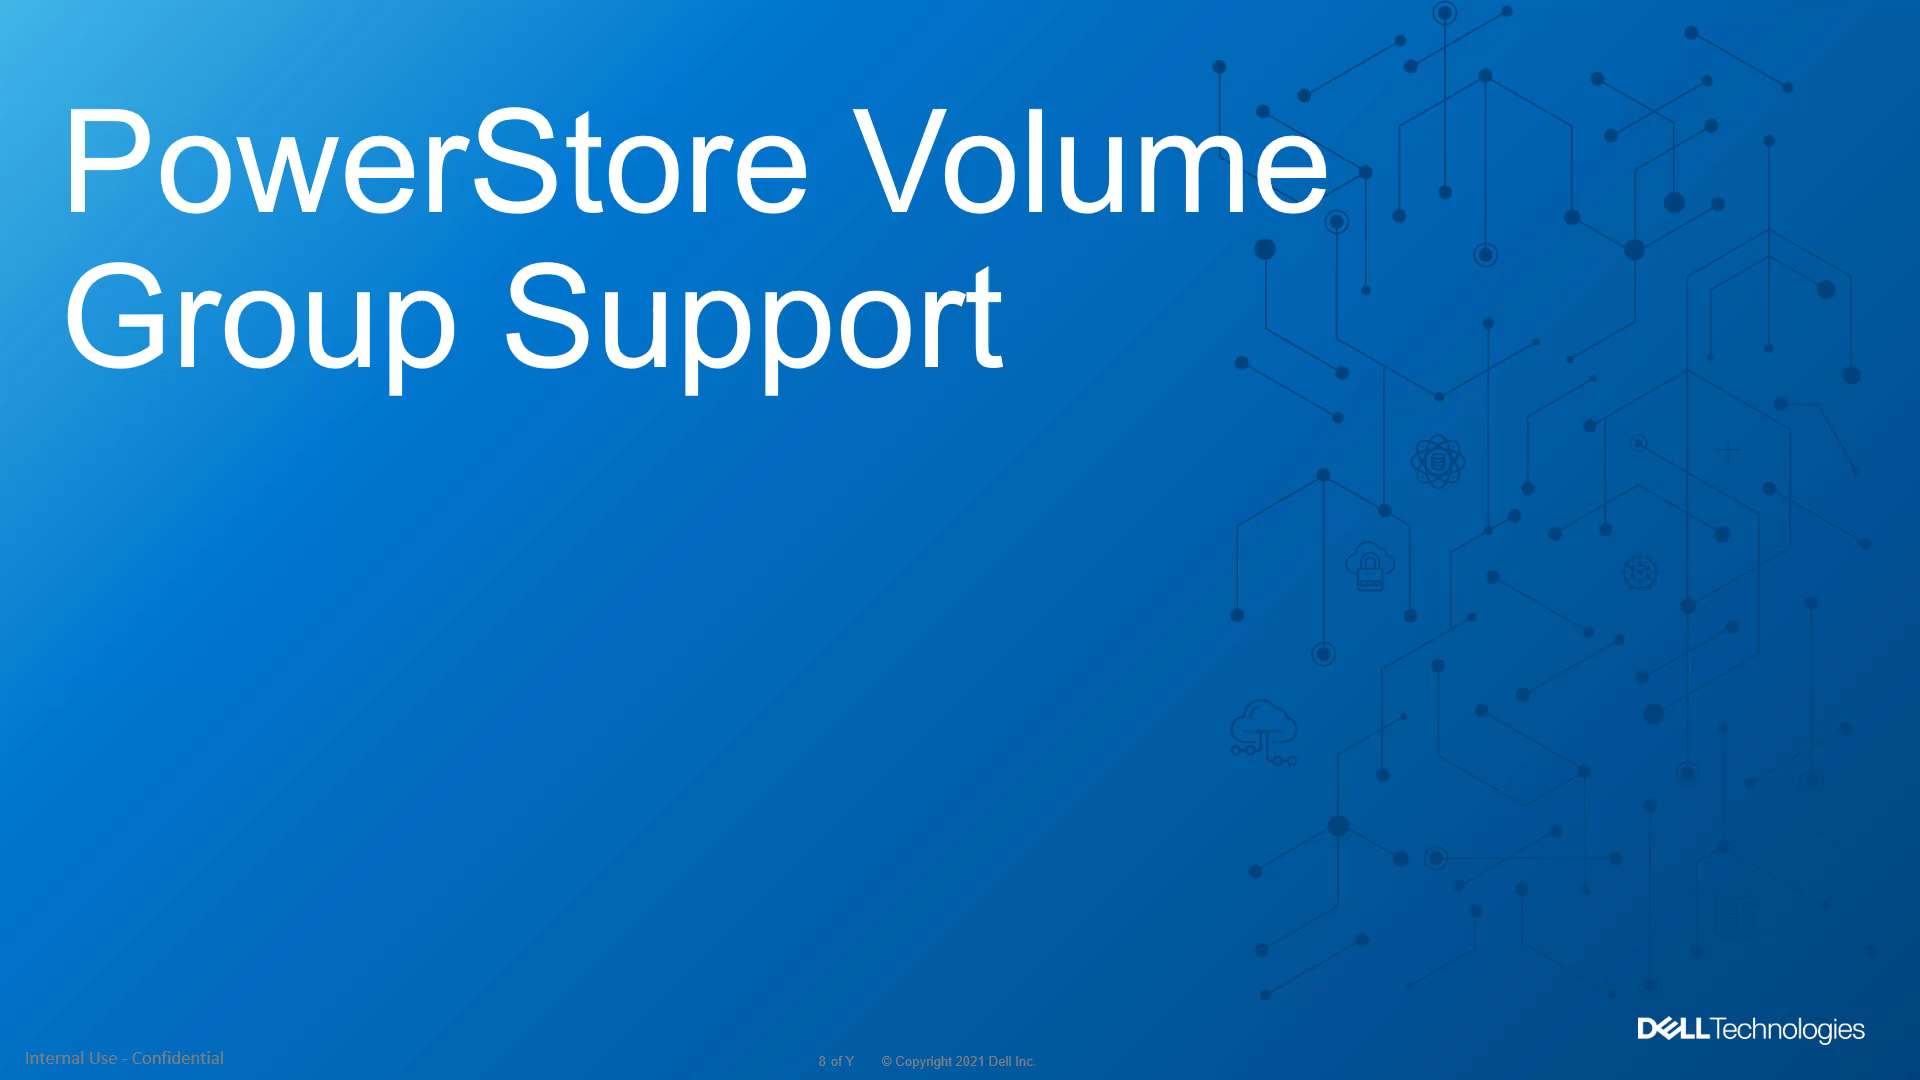 PowerStore Volume
Group Support
DELLTechnologies
Internal Use - Confidential
8 of Y © Copyright 2021 Dell Inc.